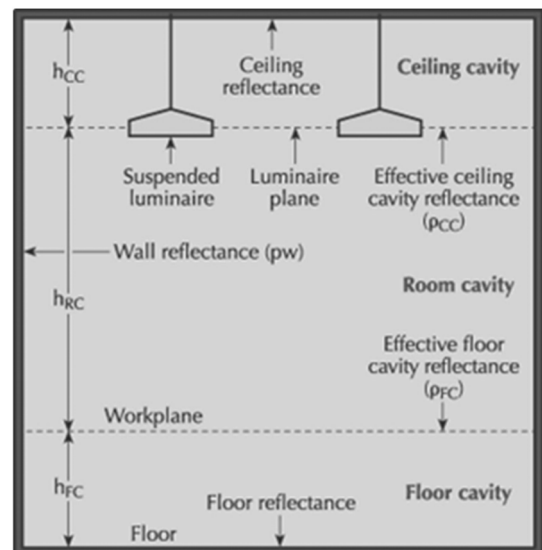 hCC
Ceiling
reflectance
Ceiling cavity
Suspended
luminaire
Luminaire
plane
Effective ceiling
cavity reflectance
(ρCC)
Wall reflectance (pw)
hRC
Room cavity
Effective floor
cavity reflectance
(ρFC)
Workplane
hFC
Floor reflectance
Floor cavity
Floor